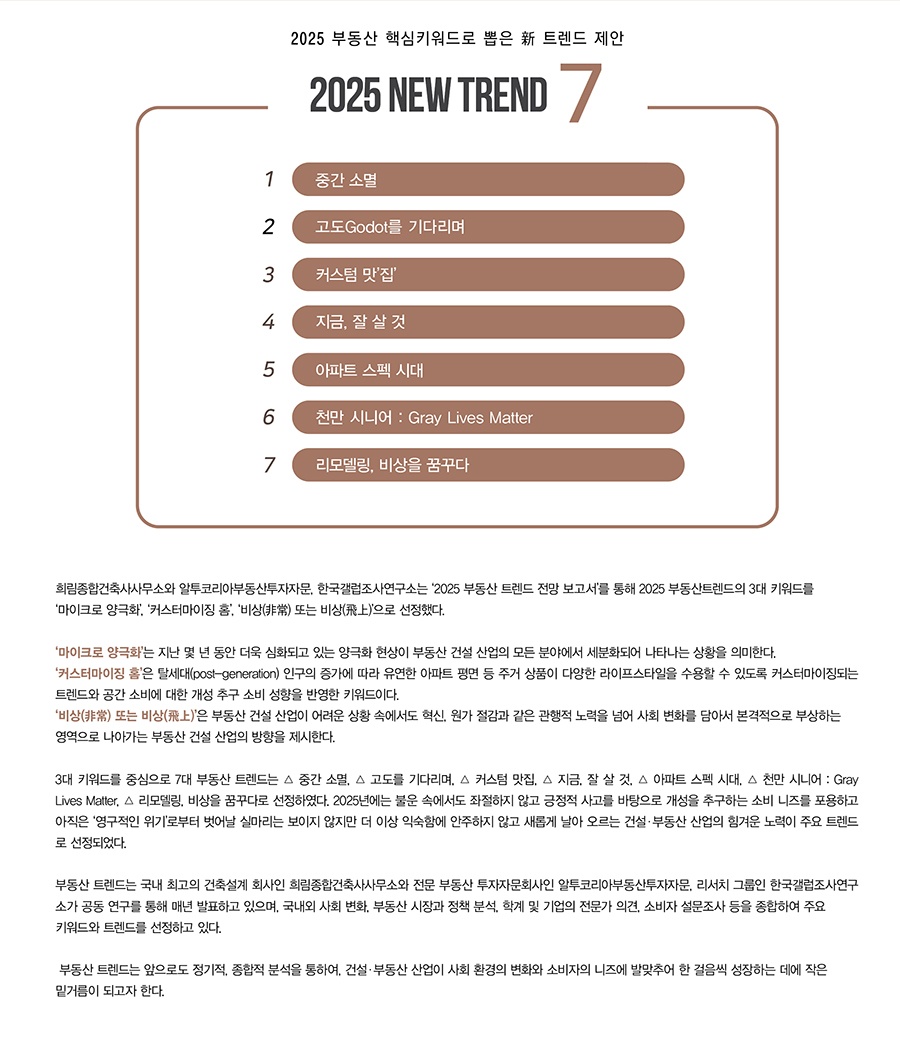 2025 부동산 핵심키워드로 뽑은 新 트렌드 제안
2025 NEW TREND 7
1 중간 소멸
2 고도Godot를 기다리며
3 커스텀 맛'집'
4 지금, 잘 살 것
5 아파트 스펙 시대
6 천만 시니어 : Gray Lives Matter
7 리모델링, 비상을 꿈꾸다
희림종합건축사사무소와 알투코리아부동산투자자문, 한국갤럽조사연구소는 '2025 부동산 트렌드 전망 보고서'를 통해 2025 부동산트렌드의 3대 키워드를
'마이크로 양극화', '커스터마이징 홈', '비상(非常) 또는 비상(飛上)'으로 선정했다.
'마이크로 양극화'는 지난 몇 년 동안 더욱 심화되고 있는 양극화 현상이 부동산 건설 산업의 모든 분야에서 세분화되어 나타나는 상황을 의미한다.
'커스터마이징 홈'은 탈세대(post-generation) 인구의 증가에 따라 유연한 아파트 평면 등 주거 상품이 다양한 라이프스타일을 수용할 수 있도록 커스터마이징되는
트렌드와 공간 소비에 대한 개성 추구 소비 성향을 반영한 키워드이다.
'비상(非常) 또는 비상(飛上)'은 부동산 건설 산업이 어려운 상황 속에서도 혁신, 원가 절감과 같은 관행적 노력을 넘어 사회 변화를 담아서 본격적으로 부상하는
영역으로 나아가는 부동산 건설 산업의 방향을 제시한다.
3대 키워드를 중심으로 7대 부동산 트렌드는 △ 중간 소멸, △ 고도를 기다리며, △ 커스텀 맛집, △ 지금, 잘 살 것, △ 아파트 스펙 시대, △ 천만 시니어 : Gray
Lives Matter, △ 리모델링, 비상을 꿈꾸다로 선정하였다. 2025년에는 불운 속에서도 좌절하지 않고 긍정적 사고를 바탕으로 개성을 추구하는 소비 니즈를 포용하고
아직은 '영구적인 위기'로부터 벗어날 실마리는 보이지 않지만 더 이상 익숙함에 안주하지 않고 새롭게 날아 오르는 건설·부동산 산업의 힘겨운 노력이 주요 트렌드
로 선정되었다.
부동산 트렌드는 국내 최고의 건축설계 회사인 희림종합건축사사무소와 전문 부동산 투자자문회사인 알투코리아부동산투자자문, 리서치 그룹인 한국갤럽조사연구
소가 공동 연구를 통해 매년 발표하고 있으며, 국내외 사회 변화, 부동산 시장과 정책 분석, 학계 및 기업의 전문가 의견, 소비자 설문조사 등을 종합하여 주요
키워드와 트렌드를 선정하고 있다.
부동산 트렌드는 앞으로도 정기적, 종합적 분석을 통하여, 건설·부동산 산업이 사회 환경의 변화와 소비자의 니즈에 발맞추어 한 걸음씩 성장하는 데에 작은
밑거름이 되고자 한다.